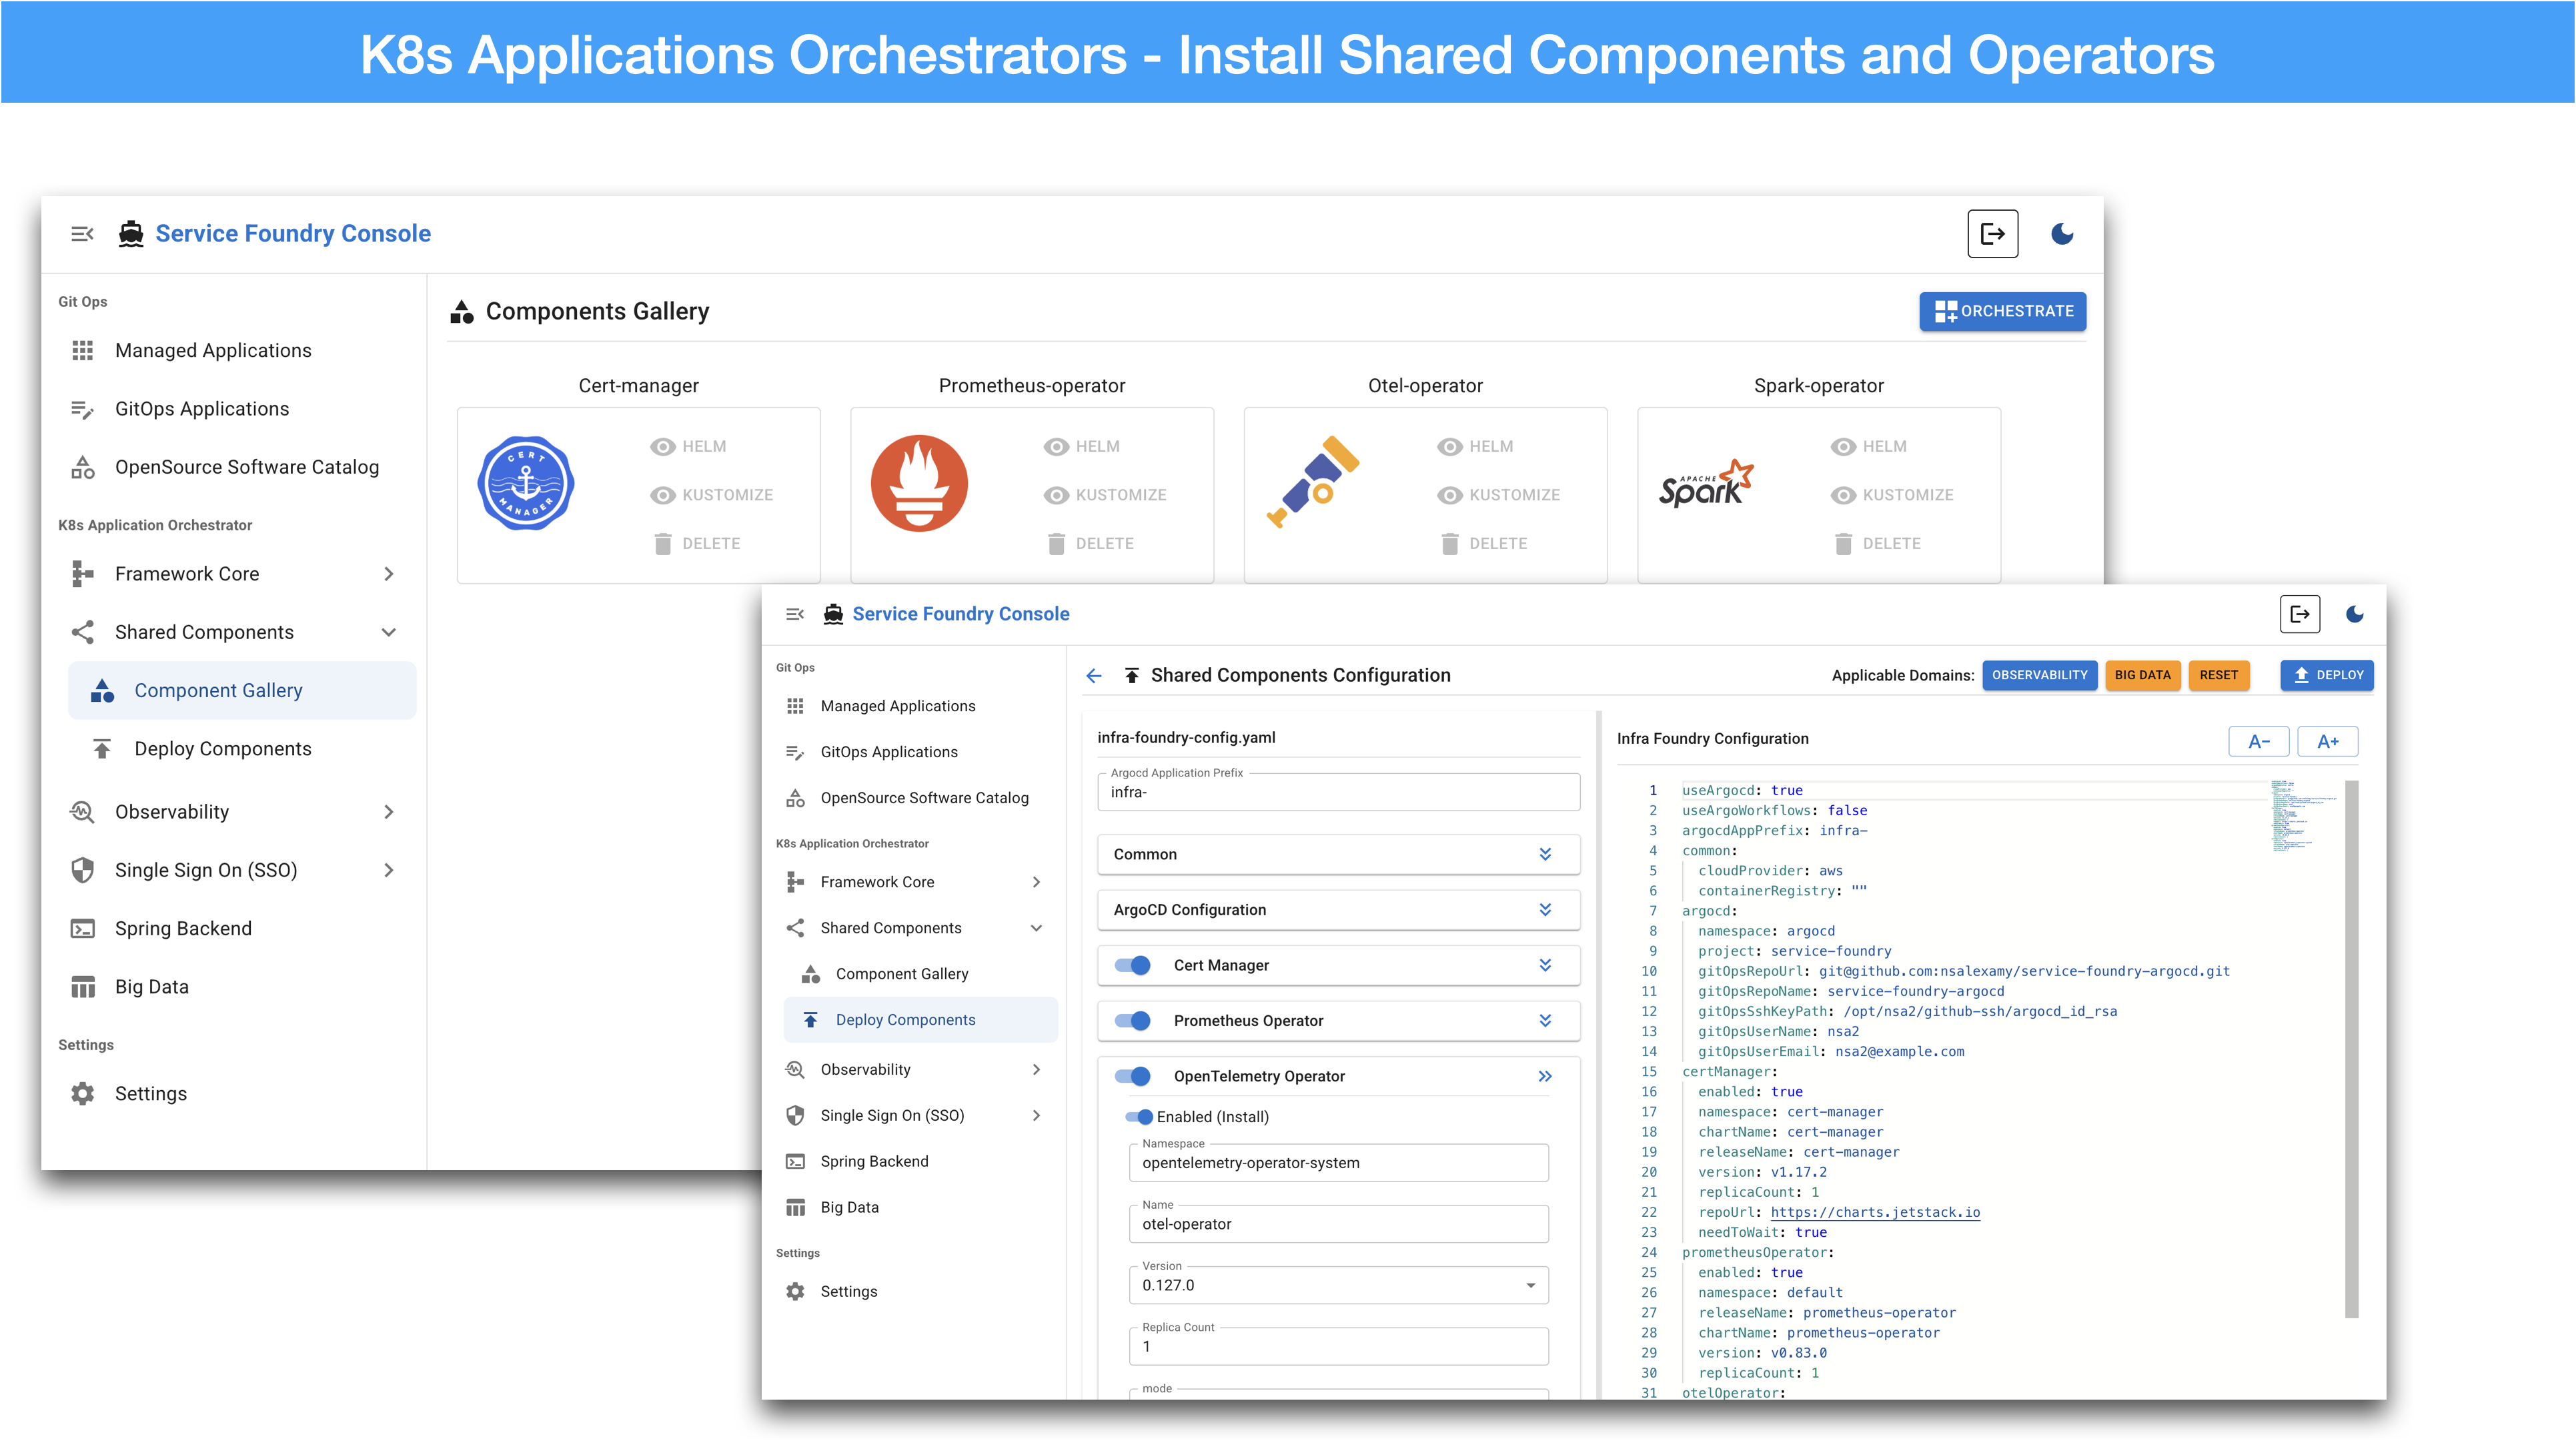 K8s Applications Orchestrators - Install Shared Components and Operators
Service Foundry Console
Git Ops
Managed Applications
GitOps Applications
OpenSource Software Catalog
K8s Application Orchestrator
Framework Core
Shared Components
Component Gallery
Deploy Components
Observability
Single Sign On (SSO)
Spring Backend
Big Data
Settings
Settings
Components Gallery
ORCHESTRATE
Cert-manager
CERT MANAGER
HELM
KUSTOMIZE
DELETE
Prometheus-operator
HELM
KUSTOMIZE
DELETE
Otel-operator
HELM
KUSTOMIZE
DELETE
Spark-operator
APACHE
Spark
HELM
KUSTOMIZE
DELETE
Service Foundry Console
Git Ops
Managed Applications
GitOps Applications
OpenSource Software Catalog
K8s Application Orchestrator
Framework Core
Shared Components
Component Gallery
Deploy Components
Observability
Single Sign On (SSO)
Spring Backend
Big Data
Settings
Settings
Shared Components Configuration
Applicable Domains: OBSERVABILITY BIG DATA RESET DEPLOY
infra-foundry-config.yaml
Argocd Application Prefix
infra-
Common
ArgoCD Configuration
Cert Manager
Prometheus Operator
OpenTelemetry Operator
Enabled (Install)
Namespace
opentelemetry-operator-system
Name
otel-operator
Version
0.127.0
Replica Count
1
mode
Infra Foundry Configuration
A- A+
1 useArgocd: true
2 useArgoWorkflows: false
3 argocdAppPrefix: infra-
4 common:
5 cloudProvider: aws
6 containerRegistry: ""
7 argocd:
8 namespace: argocd
9 project: service-foundry
10 gitOpsRepoUrl: git@github.com:nsalexamy/service-foundry-argocd.git
11 gitOpsRepoName: service-foundry-argocd
12 gitOpsSshKeyPath: /opt/nsa2/github-ssh/argocd_id_rsa
13 gitOpsUserName: nsa2
14 gitOpsUserEmail: nsa2@example.com
15 certManager:
16 enabled: true
17 namespace: cert-manager
18 chartName: cert-manager
19 releaseName: cert-manager
20 version: v1.17.2
21 replicaCount: 1
22 repoUrl: https://charts.jetstack.io
23 needToWait: true
24 prometheusOperator:
25 enabled: true
26 namespace: default
27 releaseName: prometheus-operator
28 chartName: prometheus-operator
29 version: v0.83.0
30 replicaCount: 1
31 otelOperator: